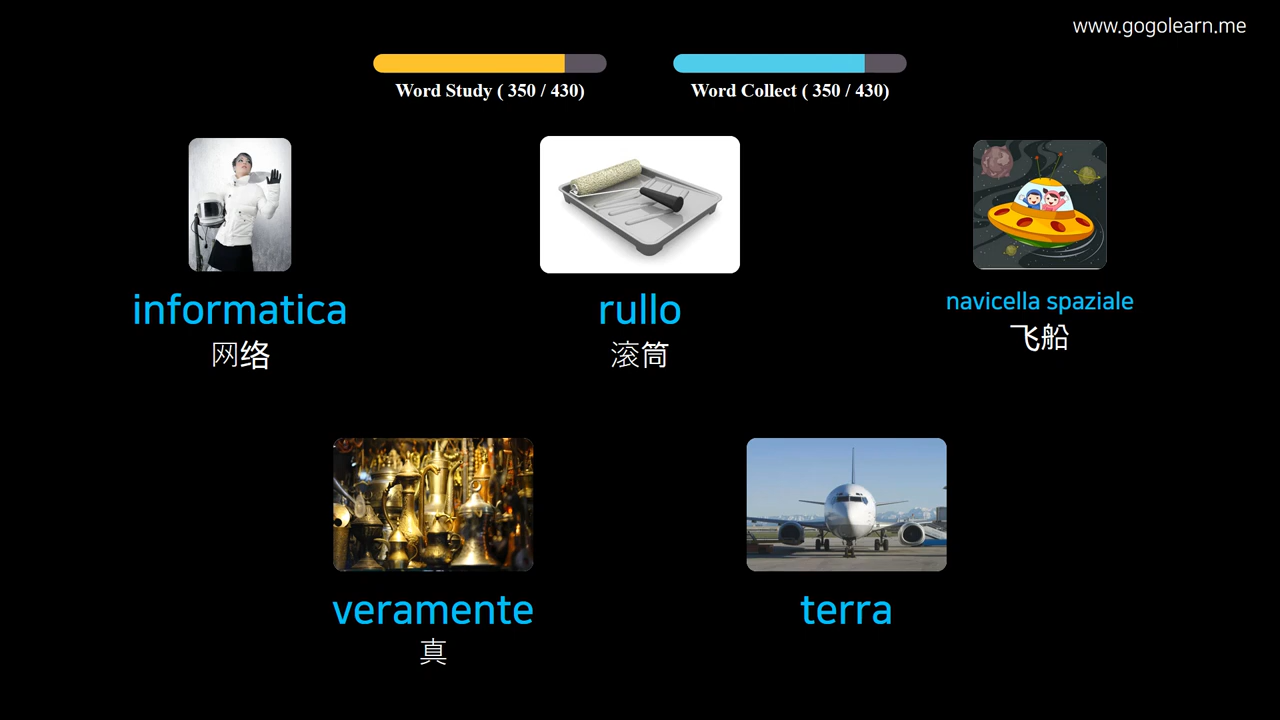 www.gogolearn.me
Word Study ( 350 / 430)
Word Collect ( 350 / 430)
informatica
网络
rullo
滚筒
navicella spaziale
飞船
veramente
真
terra